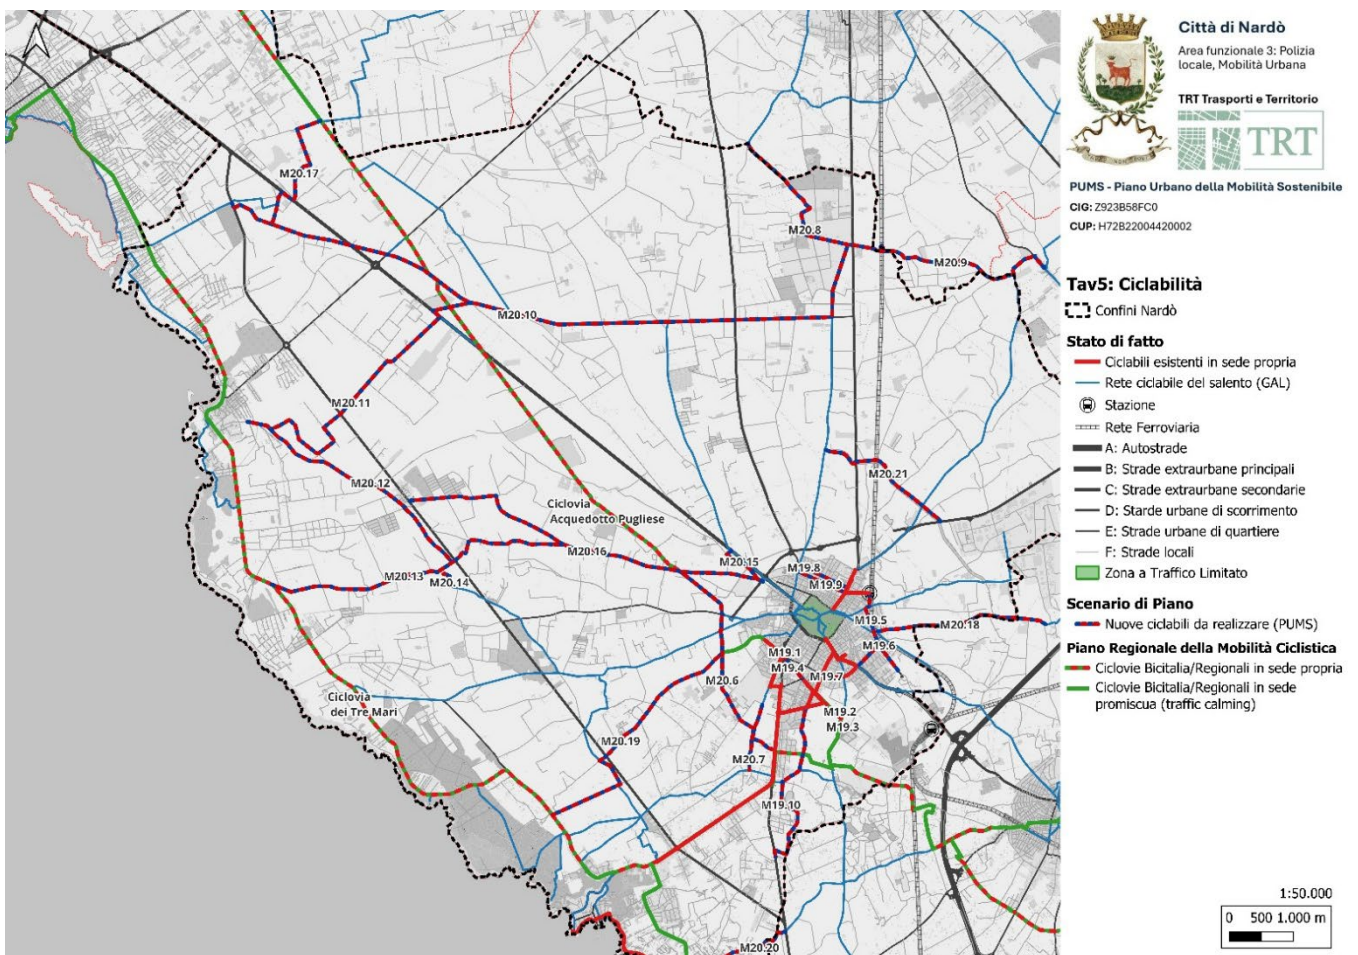 Città di Nardò
Area funzionale 3: Polizia
locale, Mobilità Urbana
TRT Trasporti e Territorio
TRT
PUMS - Piano Urbano della Mobilità Sostenibile
CIG: Z923B58FC0
CUP: H72B22004420002
Tav5: Ciclabilità
Confini Nardò
Stato di fatto
Ciclabili esistenti in sede propria
Rete ciclabile del salento (GAL)
Stazione
Rete Ferroviaria
A: Autostrade
B: Strade extraurbane principali
C: Strade extraurbane secondarie
D: Starde urbane di scorrimento
E: Strade urbane di quartiere
F: Strade locali
Zona a Traffico Limitato
Scenario di Piano
Nuove ciclabili da realizzare (PUMS)
Piano Regionale della Mobilità Ciclistica
Ciclovie Bicitalia/Regionali in sede propria
Ciclovie Bicitalia/Regionali in sede
promiscua (traffic calming)
1:50.000
0 500 1.000 m
M20.17
M20.8
M20.9
M20.10
M20.11
M20.21
M20.12
Ciclovia
Acquedotto Pugliese
M20.16
M20.15
M19.8
M20.13
M20.14
M19.9
M19.5
M20.18
M19.6
M19.1
M19.4
M20.6
M19.7
Ciclovia
dei Tre Mari
M19.2
M19.3
M20.19
M20.7
M19.10
M20.20